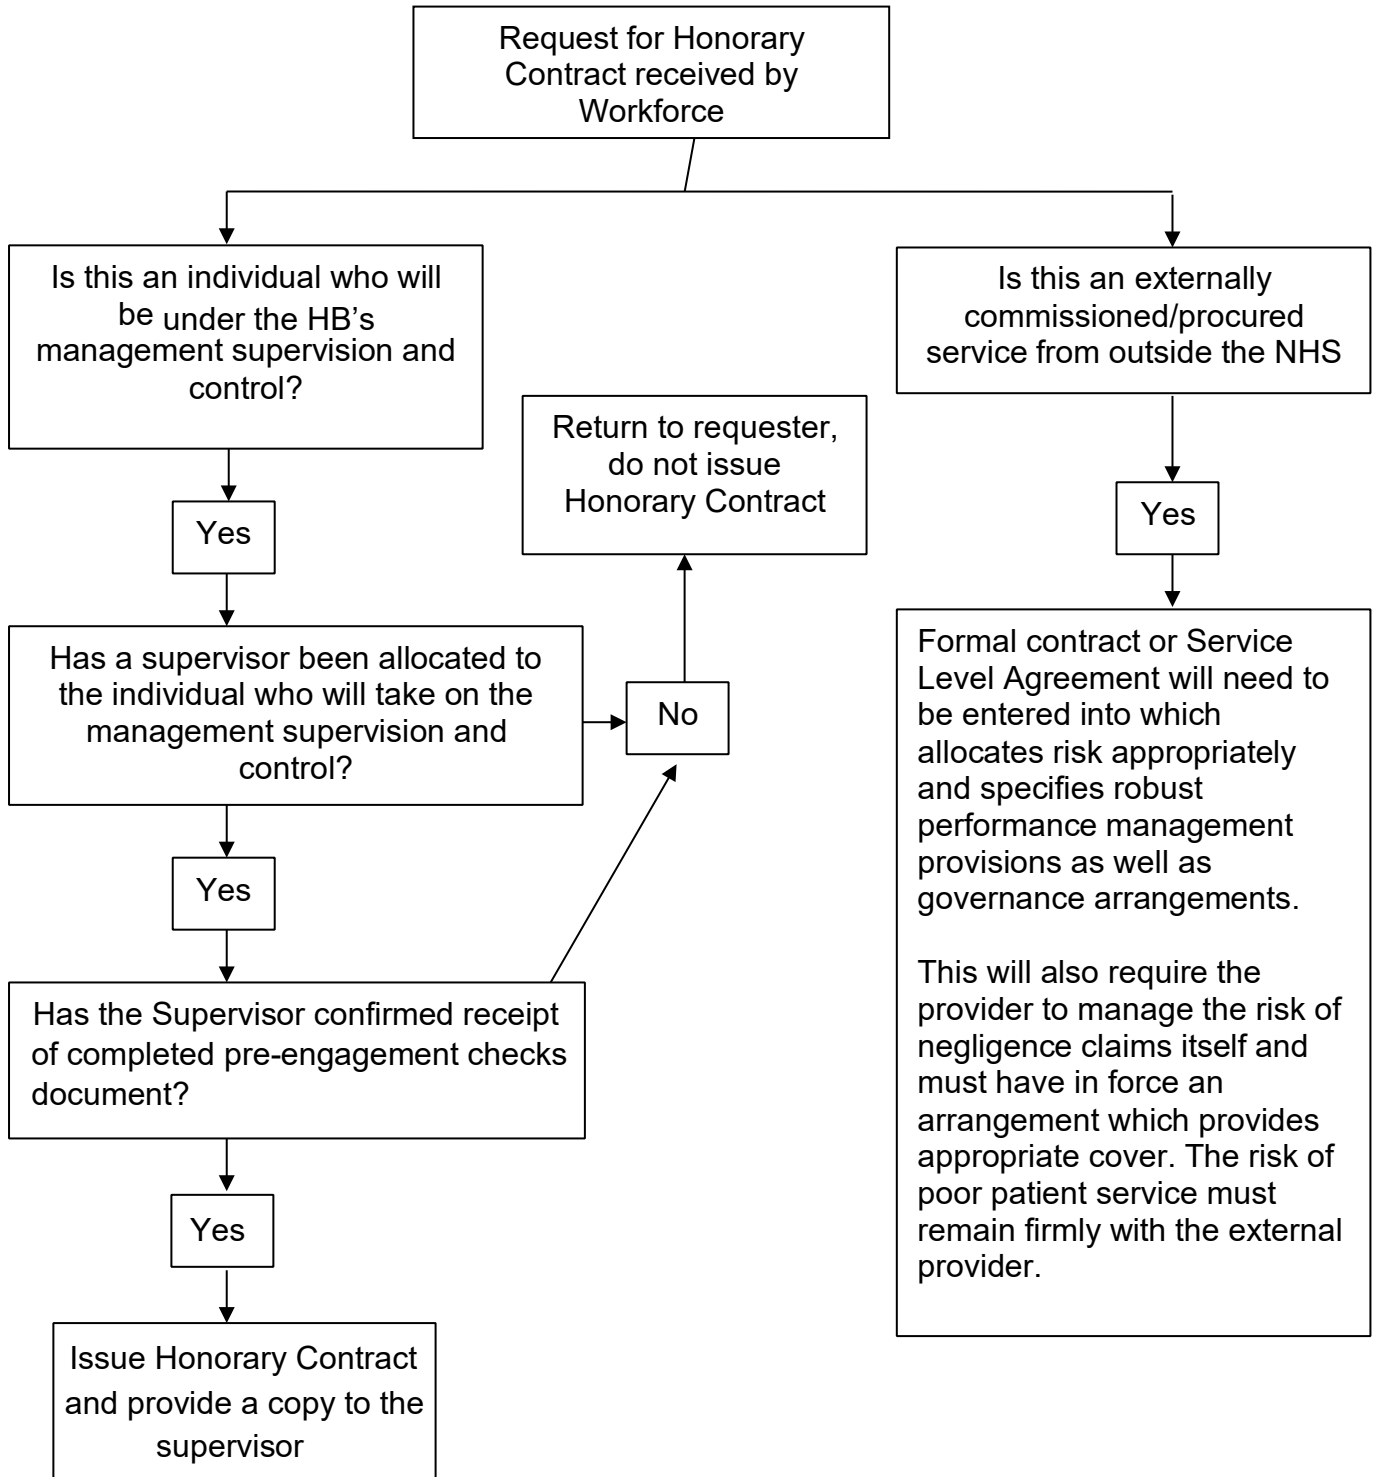 Request for Honorary
Contract received by
Workforce
Is this an individual who will
be under the HB’s
management supervision and
control?
Is this an externally
commissioned/procured
service from outside the NHS
Return to requester,
do not issue
Honorary Contract
Yes
Yes
Has a supervisor been allocated to
the individual who will take on the
management supervision and
control?
No
Formal contract or Service
Level Agreement will need to
be entered into which
allocates risk appropriately
and specifies robust
performance management
provisions as well as
governance arrangements.
This will also require the
provider to manage the risk of
negligence claims itself and
must have in force an
arrangement which provides
appropriate cover. The risk of
poor patient service must
remain firmly with the external
provider.
Yes
Has the Supervisor confirmed receipt
of completed pre-engagement checks
document?
Yes
Issue Honorary Contract
and provide a copy to the
supervisor